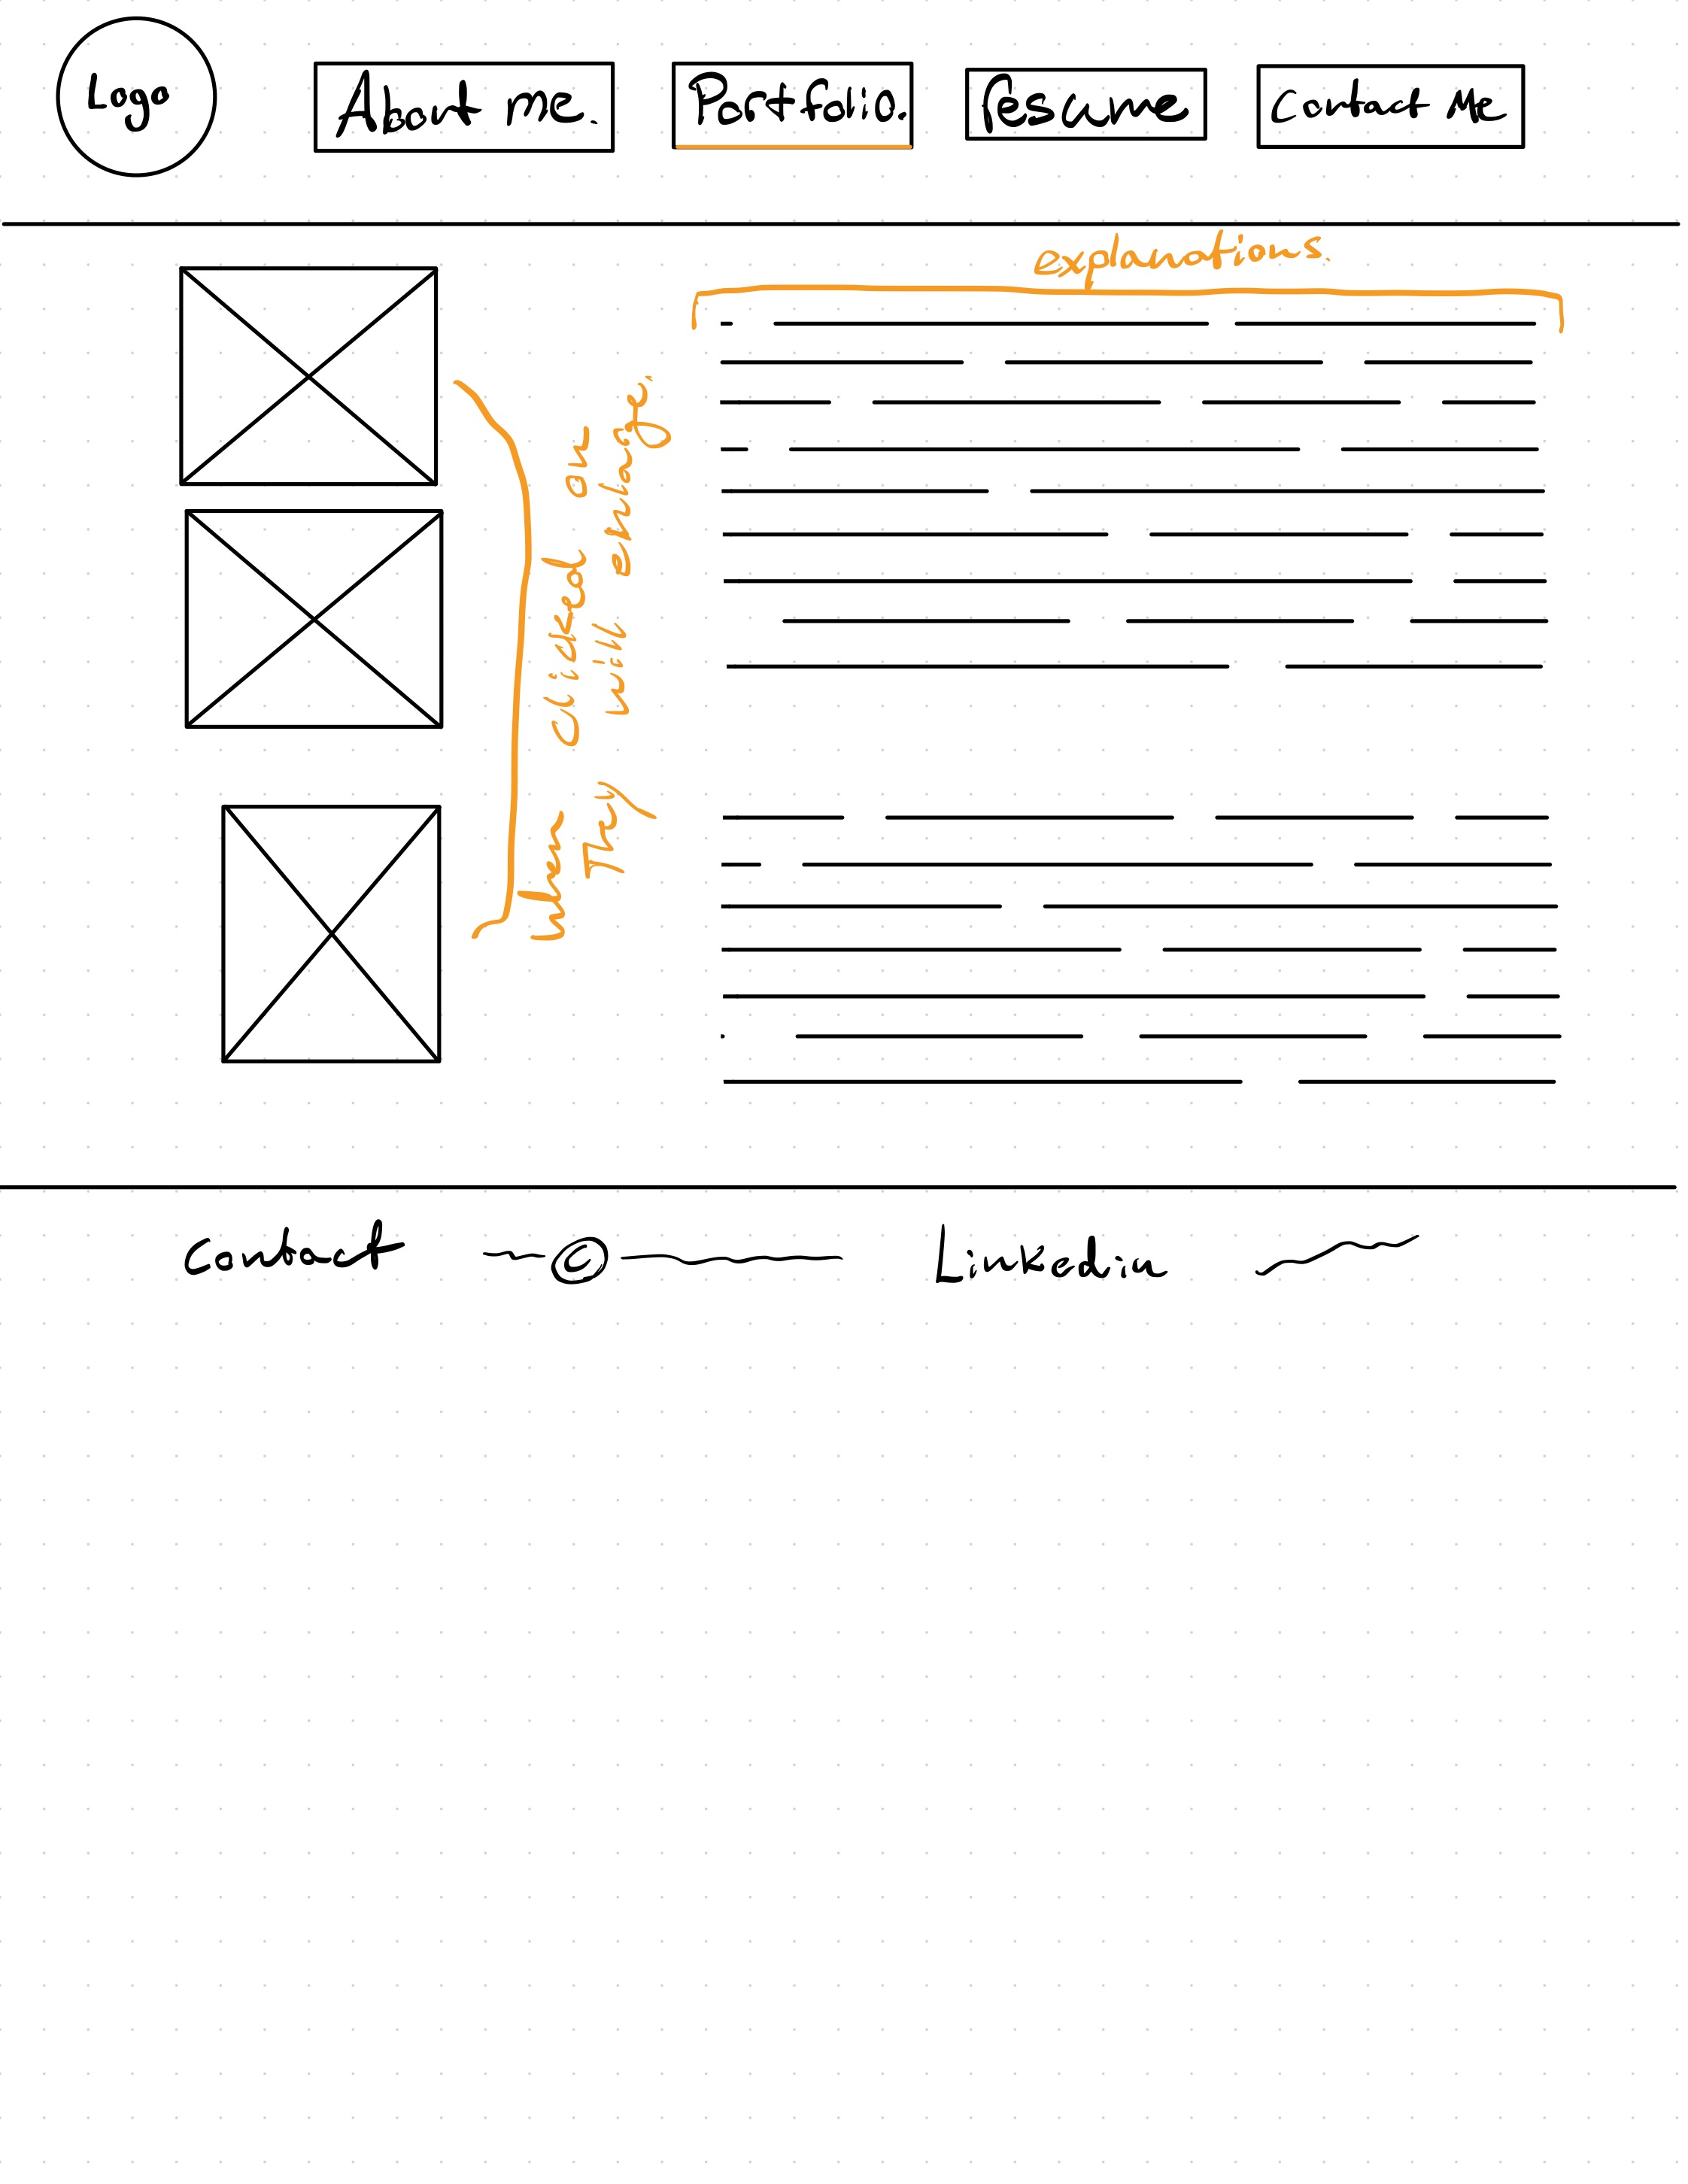 Logo
About me.
Portfolio.
Resume
Contact Me
explanations.
When Clicked on
They will enlarge.
Contact
©
Linkedin